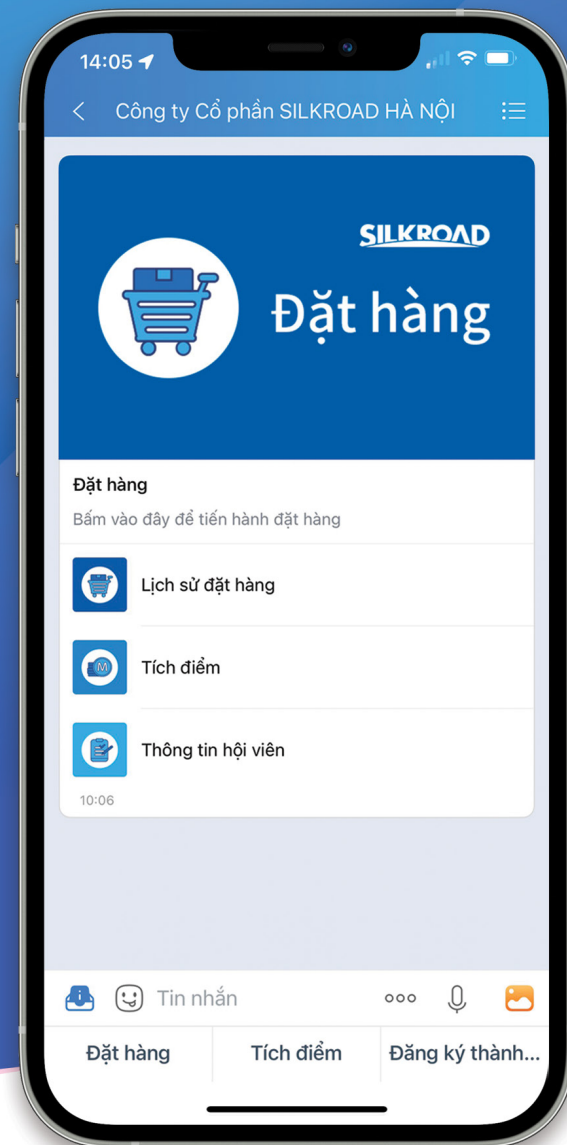 14:05
Công ty Cổ phần SILKROAD HÀ NỘI
SILKROAD
Đặt hàng
Đặt hàng
Bấm vào đây để tiến hành đặt hàng
Lịch sử đặt hàng
M
Tích điểm
Thông tin hội viên
10:06
Tin nhắn
Đặt hàng
Tích điểm
Đăng ký thành...